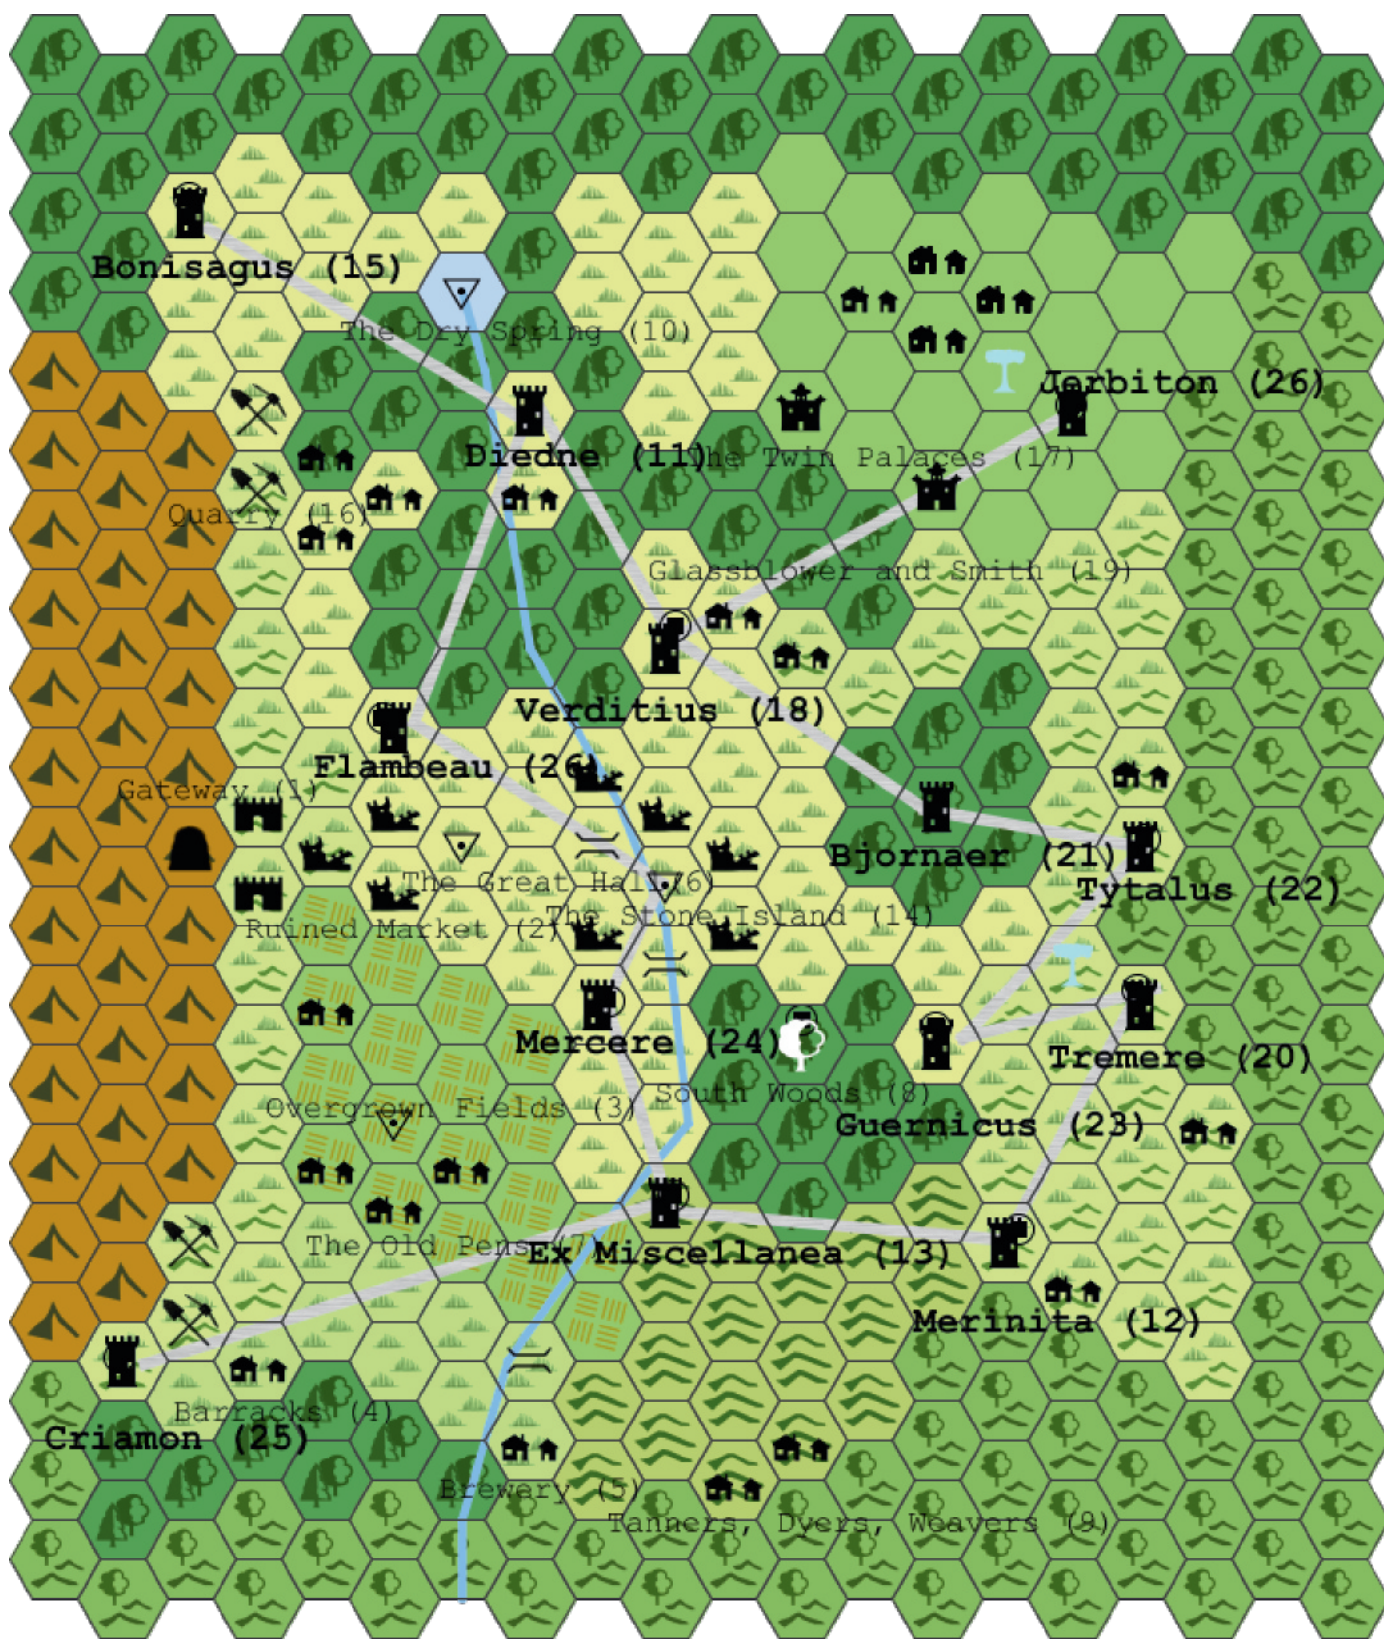 Bonisagus (15)
The Dry Spring (10)
Jerbiton (26)
Diedne (11)
The Twin Palaces (17)
Quarry (16)
Glassblower and Smith (19)
Verditius (18)
Flambeau (26)
Gateway (1)
Bjornaer (21)
The Great Hall (6)
Tytalus (22)
The Stone Island (14)
Ruined Market (2)
Mercere (24)
Tremere (20)
South Woods (8)
Overgrown Fields (3)
Guernicus (23)
The Old Pens (7)
Ex Miscellanea (13)
Merinita (12)
Barracks (4)
Criamon (25)
Brewery (5)
Tanners, Dyers, Weavers (9)